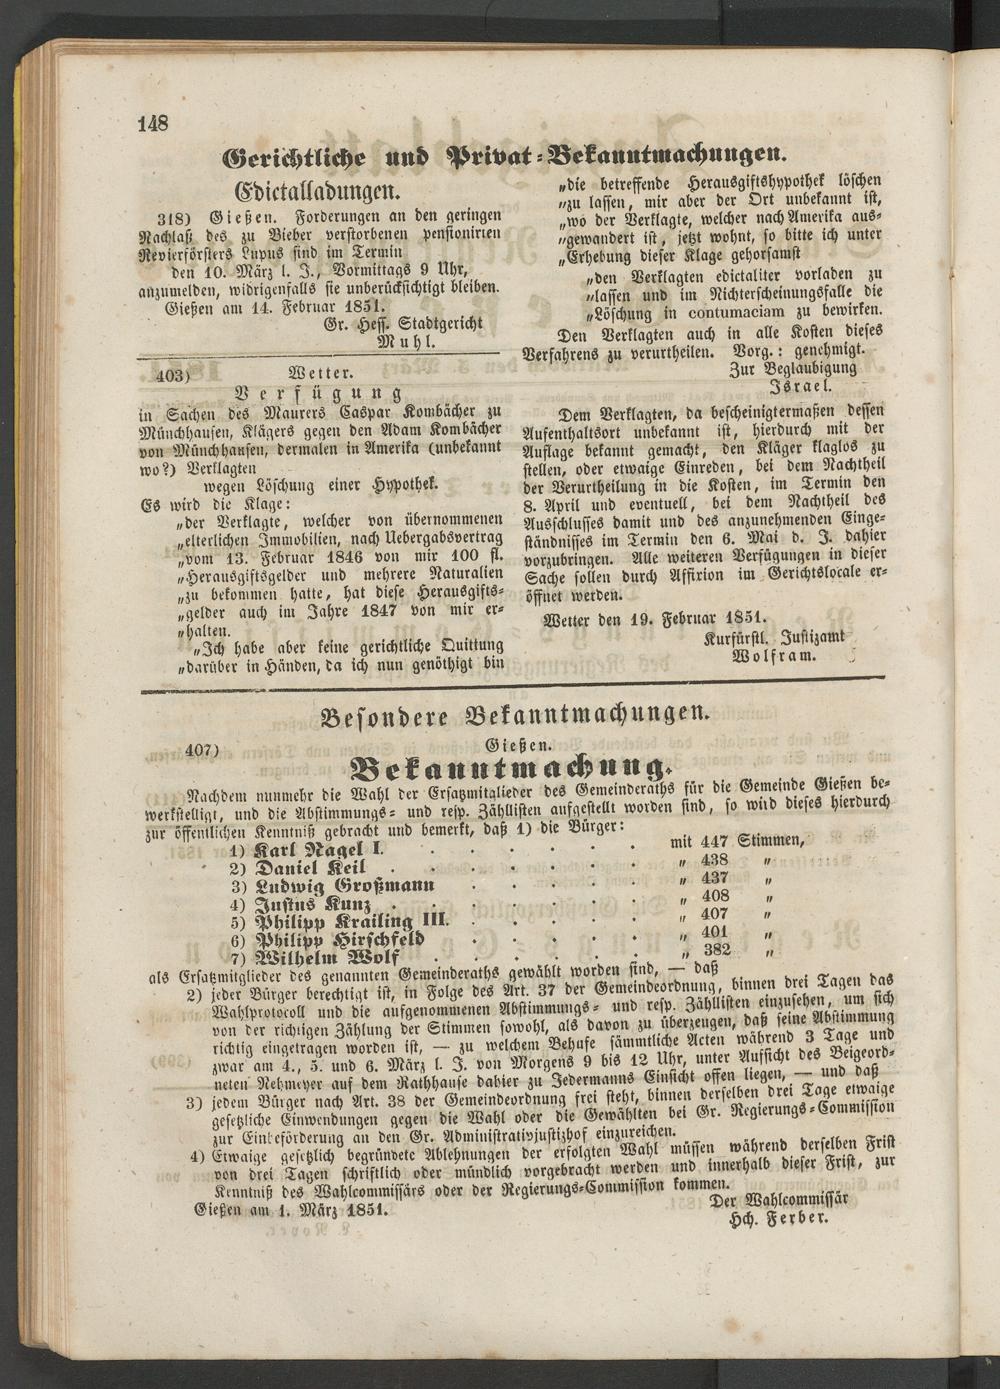 148
Gerichtliche und Privat-Bekanntmachungen.
Edictalladungen.
318) Gießen. Forderungen an den geringen
Nachlaß des zu Bieber verstorbenen pensionirten
Revierförsters Lupus sind im Termin
den 10. März l. J., Vormittags 9 Uhr,
anzumelden, widrigenfalls sie unberücksichtigt bleiben.
Gießen am 14. Februar 1851.
Gr. Hess. Stadtgericht
Muhl.
403) Wetter.
Verfügung
in Sachen des Maurers Caspar Kombächer zu
Münchhausen, Klägers gegen den Adam Kombächer
von Münchhausen, dermalen in Amerika (unbekannt
wo?) Verklagten
wegen Löschung einer Hypothek.
Es wird die Klage:
„der Verklagte, welcher von übernommenen
„elterlichen Immobilien, nach Uebergabsvertrag
„vom 13. Februar 1846 von mir 100 fl.
„Herausgiftsgelder und mehrere Naturalien
„zu bekommen hatte, hat diese Herausgifts-
„gelder auch im Jahre 1847 von mir er-
„halten.
„Ich habe aber keine gerichtliche Quittung
„darüber in Händen, da ich nun genöthigt bin
„die betreffende Herausgiftshypothek löschen
„zu lassen, mir aber der Ort unbekannt ist,
„wo der Verklagte, welcher nach Amerika aus-
„gewandert ist, jetzt wohnt, so bitte ich unter
„Erhebung dieser Klage gehorsamst
„den Verklagten edictaliter vorladen zu
„lassen und im Nichterscheinungsfalle die
„Löschung in contumaciam zu bewirken.
Den Verklagten auch in alle Kosten dieses
Verfahrens zu verurtheilen. Vorg.: genehmigt.
Zur Beglaubigung
Israel.
Dem Verklagten, da bescheinigtermaßen dessen
Aufenthaltsort unbekannt ist, hierdurch mit der
Auflage bekannt gemacht, den Kläger klaglos zu
stellen, oder etwaige Einreden, bei dem Nachtheil
der Verurtheilung in die Kosten, im Termin den
8. April und eventuell, bei dem Nachtheil des
Ausschlusses damit und des anzunehmenden Einge-
ständnisses im Termin den 6. Mai d. J. dahier
vorzubringen. Alle weiteren Verfügungen in dieser
Sache sollen durch Affixion im Gerichtslocale er-
öffnet werden.
Wetter den 19. Februar 1851.
Kurfürstl. Justizamt
Wolfram.
Besondere Bekanntmachungen.
407) Gießen.
Bekanntmachung.
Nachdem nunmehr die Wahl der Ersatzmitglieder des Gemeinderaths für die Gemeinde Gießen be-
werkstelligt, und die Abstimmungs- und resp. Zähllisten aufgestellt worden sind, so wird dieses hierdurch
zur öffentlichen Kenntniß gebracht und bemerkt, daß 1) die Bürger:
1) Karl Nagel I. . . . . . . mit 447 Stimmen,
2) Daniel Keil . . . . . . . „ 438 „
3) Ludwig Großmann . . . . . „ 437 „
4) Justus Kunz . . . . . . . „ 408 „
5) Philipp Krailing III. . . . . . „ 407 „
6) Philipp Hirschfeld . . . . . „ 401 „
7) Wilhelm Wolf . . . . . . „ 382 „
als Ersatzmitglieder des genannten Gemeinderaths gewählt worden sind, — daß
2) jeder Bürger berechtigt ist, in Folge des Art. 37 der Gemeindeordnung, binnen drei Tagen das
Wahlprotocoll und die aufgenommenen Abstimmungs- und resp. Zähllisten einzusehen, um sich
von der richtigen Zählung der Stimmen sowohl, als davon zu überzeugen, daß seine Abstimmung
richtig eingetragen worden ist, — zu welchem Behufe sämmtliche Acten während 3 Tage und
zwar am 4., 5. und 6. März l. J. von Morgens 9 bis 12 Uhr, unter Aufsicht des Beigeord-
neten Nehmeyer auf dem Rathhause dahier zu Jedermanns Einsicht offen liegen, — und daß
3) jedem Bürger nach Art. 38 der Gemeindeordnung frei steht, binnen derselben drei Tage etwaige
gesetzliche Einwendungen gegen die Wahl oder die Gewählten bei Gr. Regierungs-Commission
zur Einbeförderung an den Gr. Administrativjustizhof einzureichen.
4) Etwaige gesetzlich begründete Ablehnungen der erfolgten Wahl müssen während derselben Frist
von drei Tagen schriftlich oder mündlich vorgebracht werden und innerhalb dieser Frist, zur
Kenntniß des Wahlcommissärs oder der Regierungs-Commission kommen.
Gießen am 1. März 1851.
Der Wahlcommissär
Hch. Ferber.